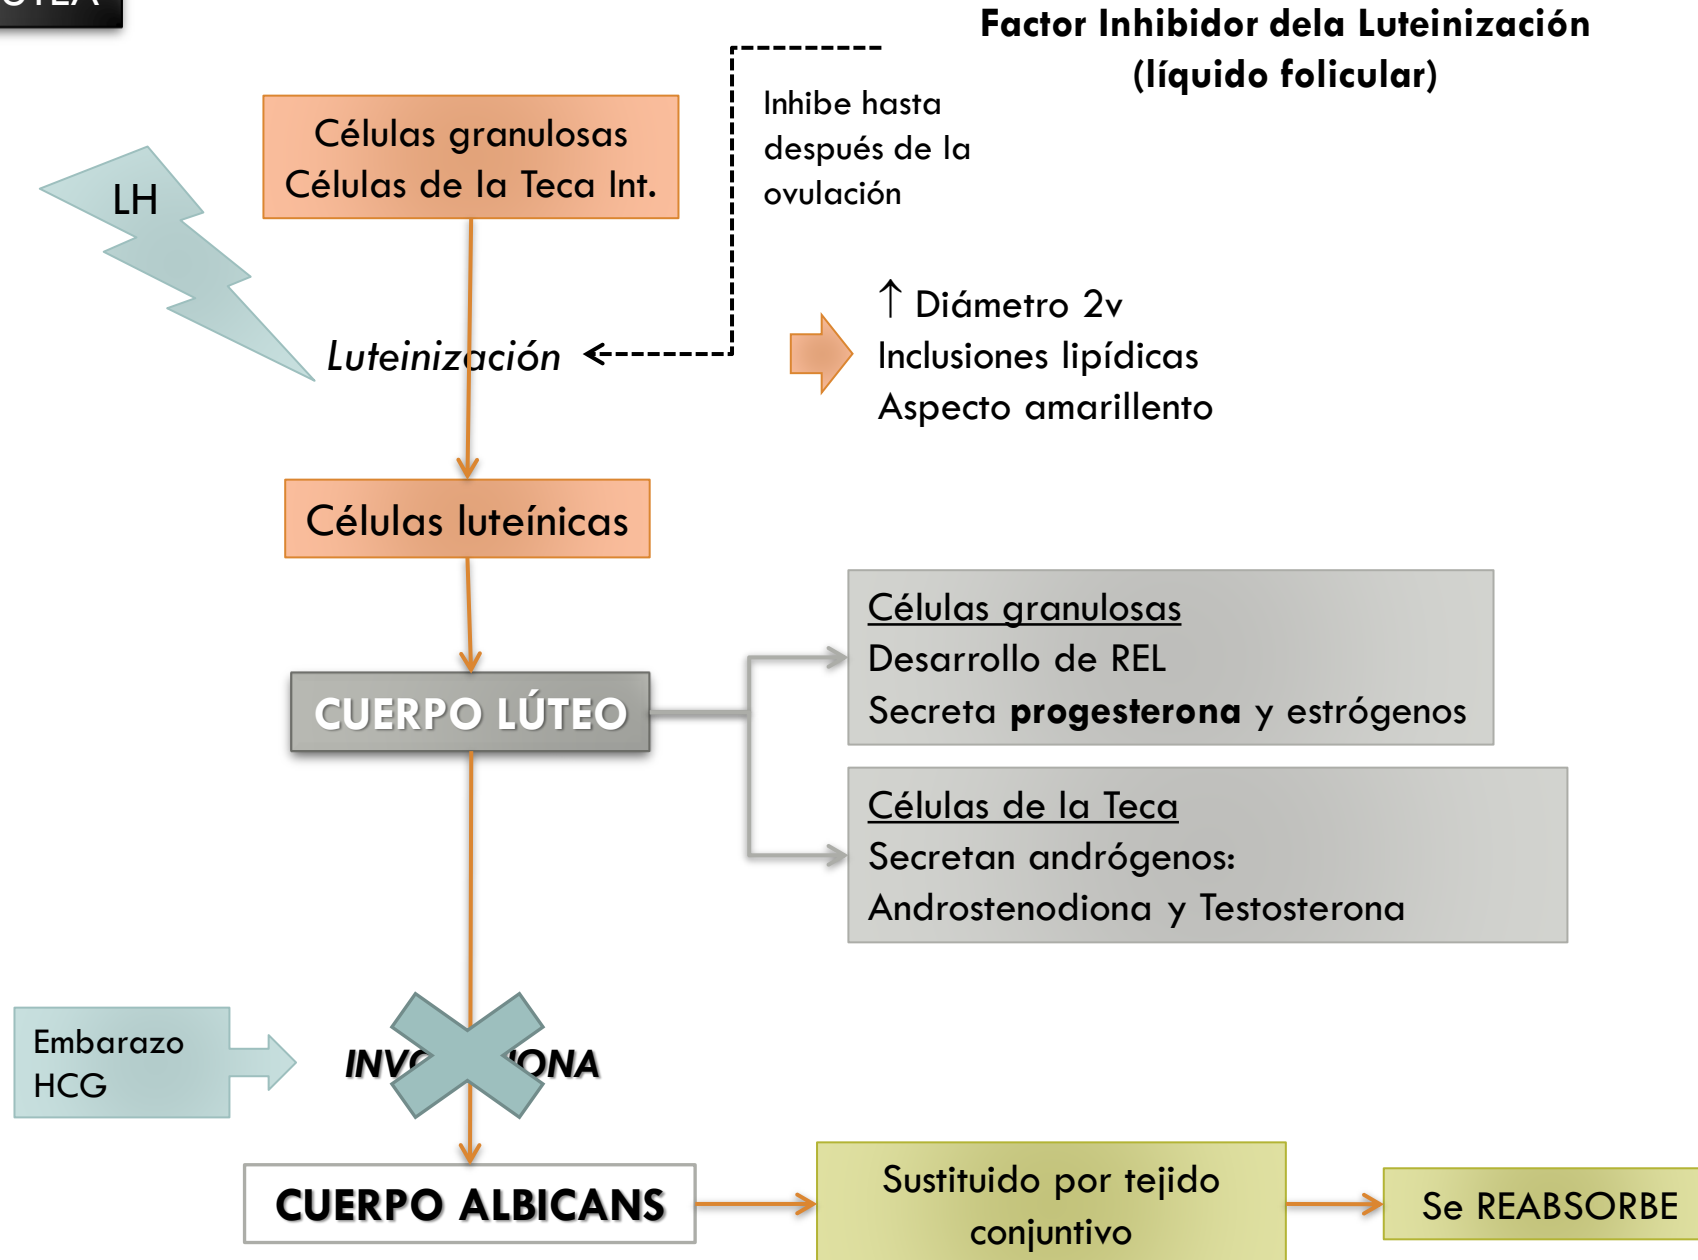 Factor Inhibidor dela Luteinización
(líquido folicular)
Inhibe hasta
después de la
ovulación
Células granulosas
Células de la Teca Int.
LH
Luteinización
↑ Diámetro 2v
Inclusiones lipídicas
Aspecto amarillento
Células luteínicas
CUERPO LÚTEO
Células granulosas
Desarrollo de REL
Secreta progesterona y estrógenos
Células de la Teca
Secretan andrógenos:
Androstenodiona y Testosterona
Embarazo
HCG
CUERPO ALBICANS
Sustituido por tejido
conjuntivo
Se REABSORBE